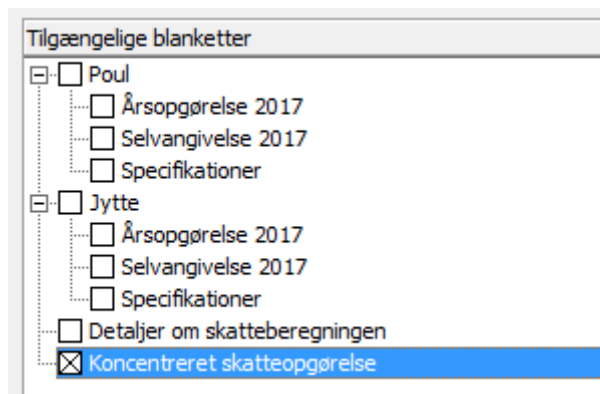 Tilgængelige blanketter
Poul
Årsopgørelse 2017
Selvangivelse 2017
Specifikationer
Jytte
Årsopgørelse 2017
Selvangivelse 2017
Specifikationer
Detaljer om skatteberegningen
Koncentreret skatteopgørelse